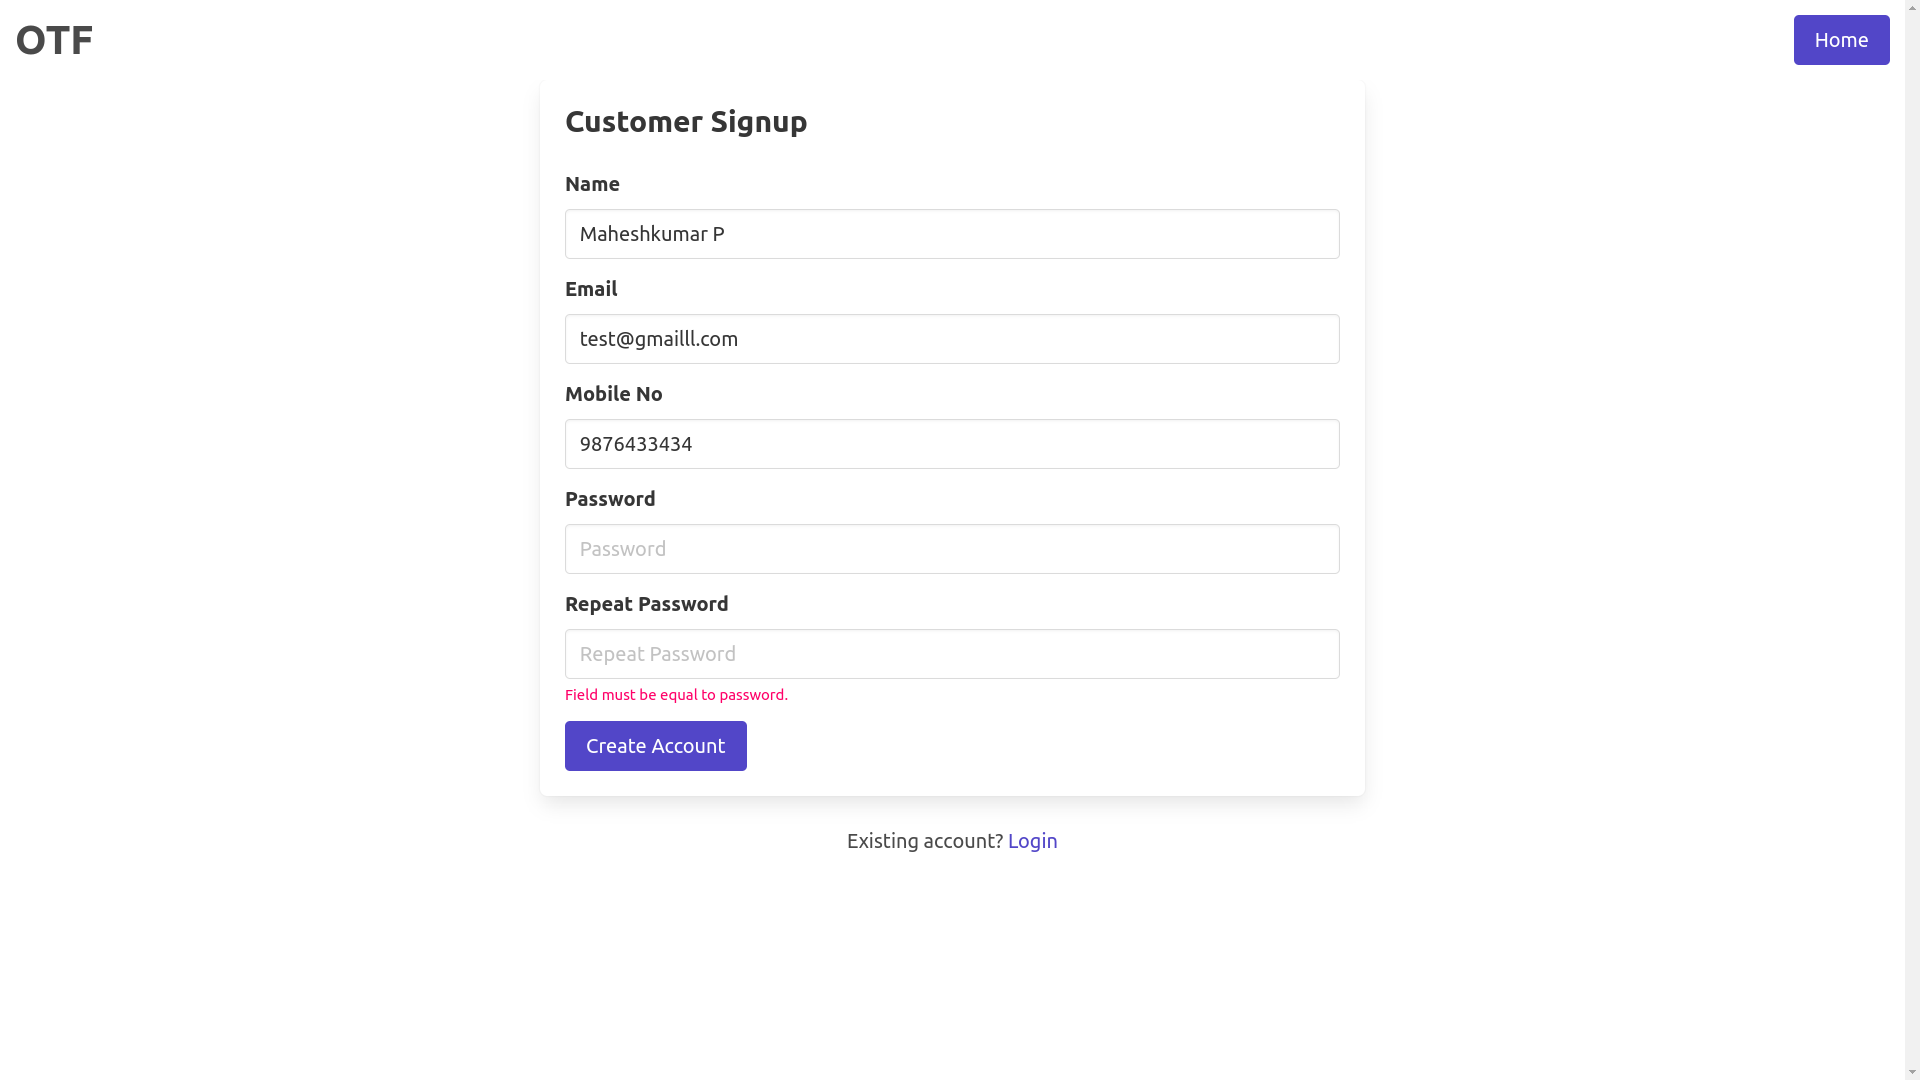 OTF
Home
Customer Signup
Name
Maheshkumar P
Email
test@gmailll.com
Mobile No
9876433434
Password
Password
Repeat Password
Repeat Password
Field must be equal to password.
Create Account
Existing account? Login